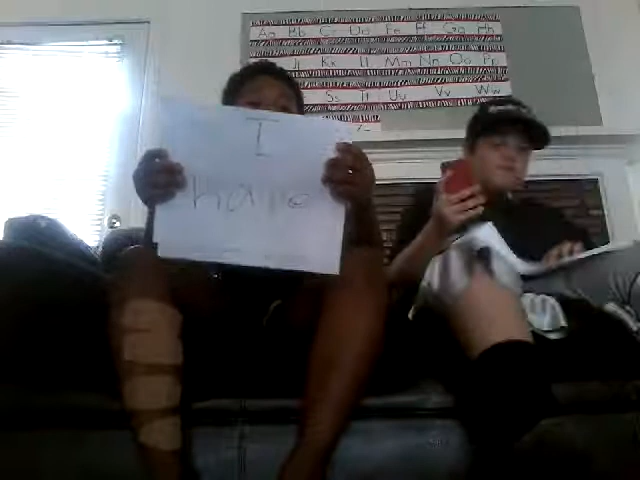 Aa Bb Cc Dd Ee Ff Gg Hh
Jj Kk Ll Mm Nn Oo Pp
Ss Tt Uu Vv Ww
I
have